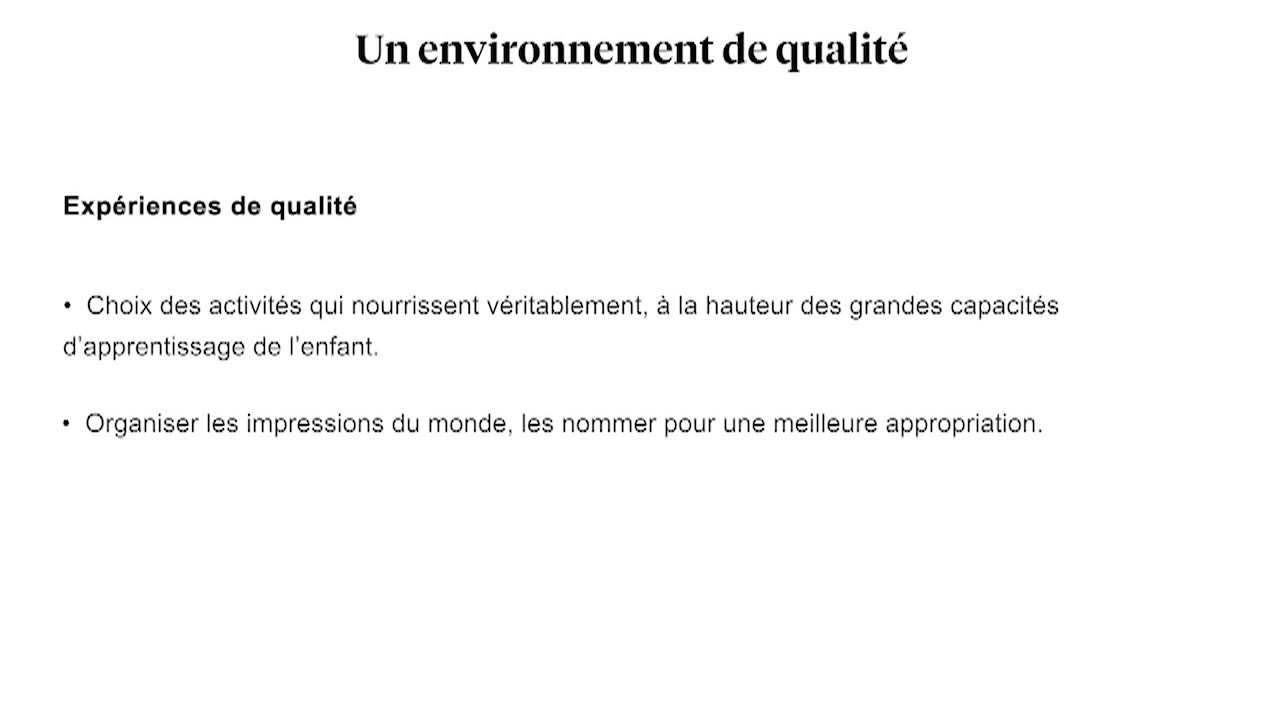 Un environnement de qualité
Expériences de qualité
• Choix des activités qui nourrissent véritablement, à la hauteur des grandes capacités
d'apprentissage de l'enfant.
• Organiser les impressions du monde, les nommer pour une meilleure appropriation.